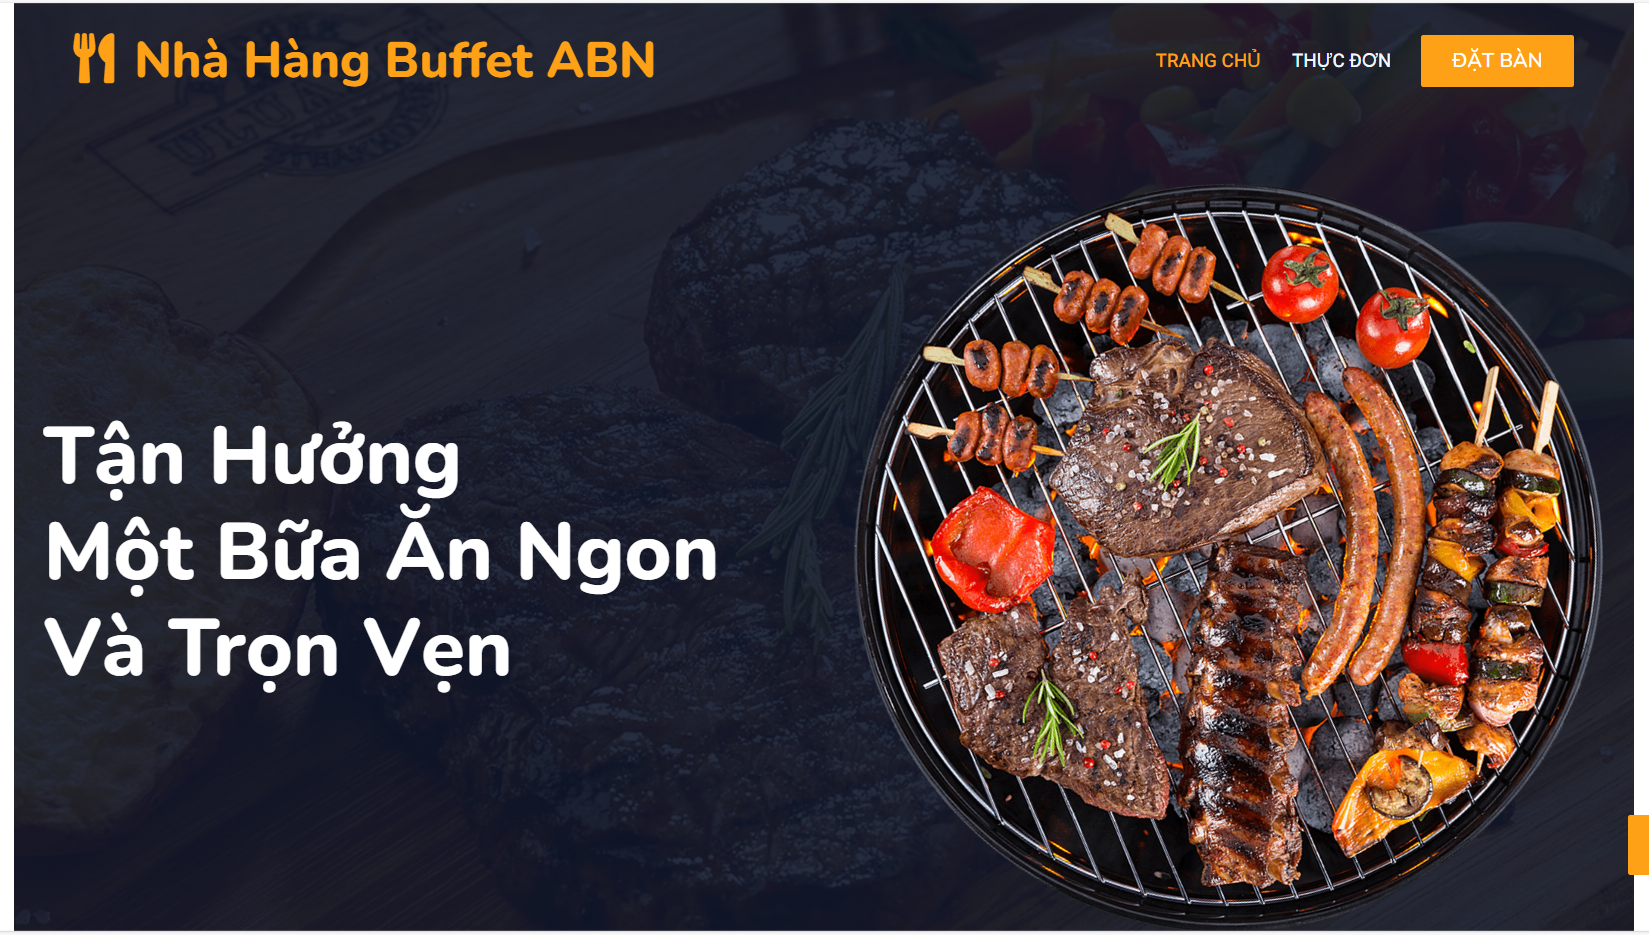 Nhà Hàng Buffet ABN
TRANG CHỦ
THỰC ĐƠN
ĐẶT BÀN
Tận Hưởng
Một Bữa Ăn Ngon
Và Trọn Vẹn